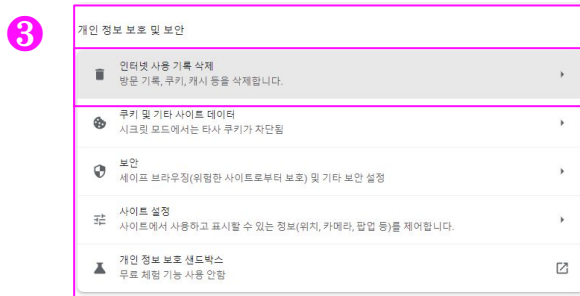 3
개인 정보 보호 및 보안
인터넷 사용 기록 삭제
방문 기록, 쿠키, 캐시 등을 삭제합니다.
쿠키 및 기타 사이트 데이터
시크릿 모드에서는 타사 쿠키가 차단됨
보안
세이프 브라우징(위험한 사이트로부터 보호) 및 기타 보안 설정
사이트 설정
사이트에서 사용하고 표시할 수 있는 정보(위치, 카메라, 팝업 등)를 제어합니다.
개인 정보 보호 샌드박스
무료 체험 기능 사용 안함